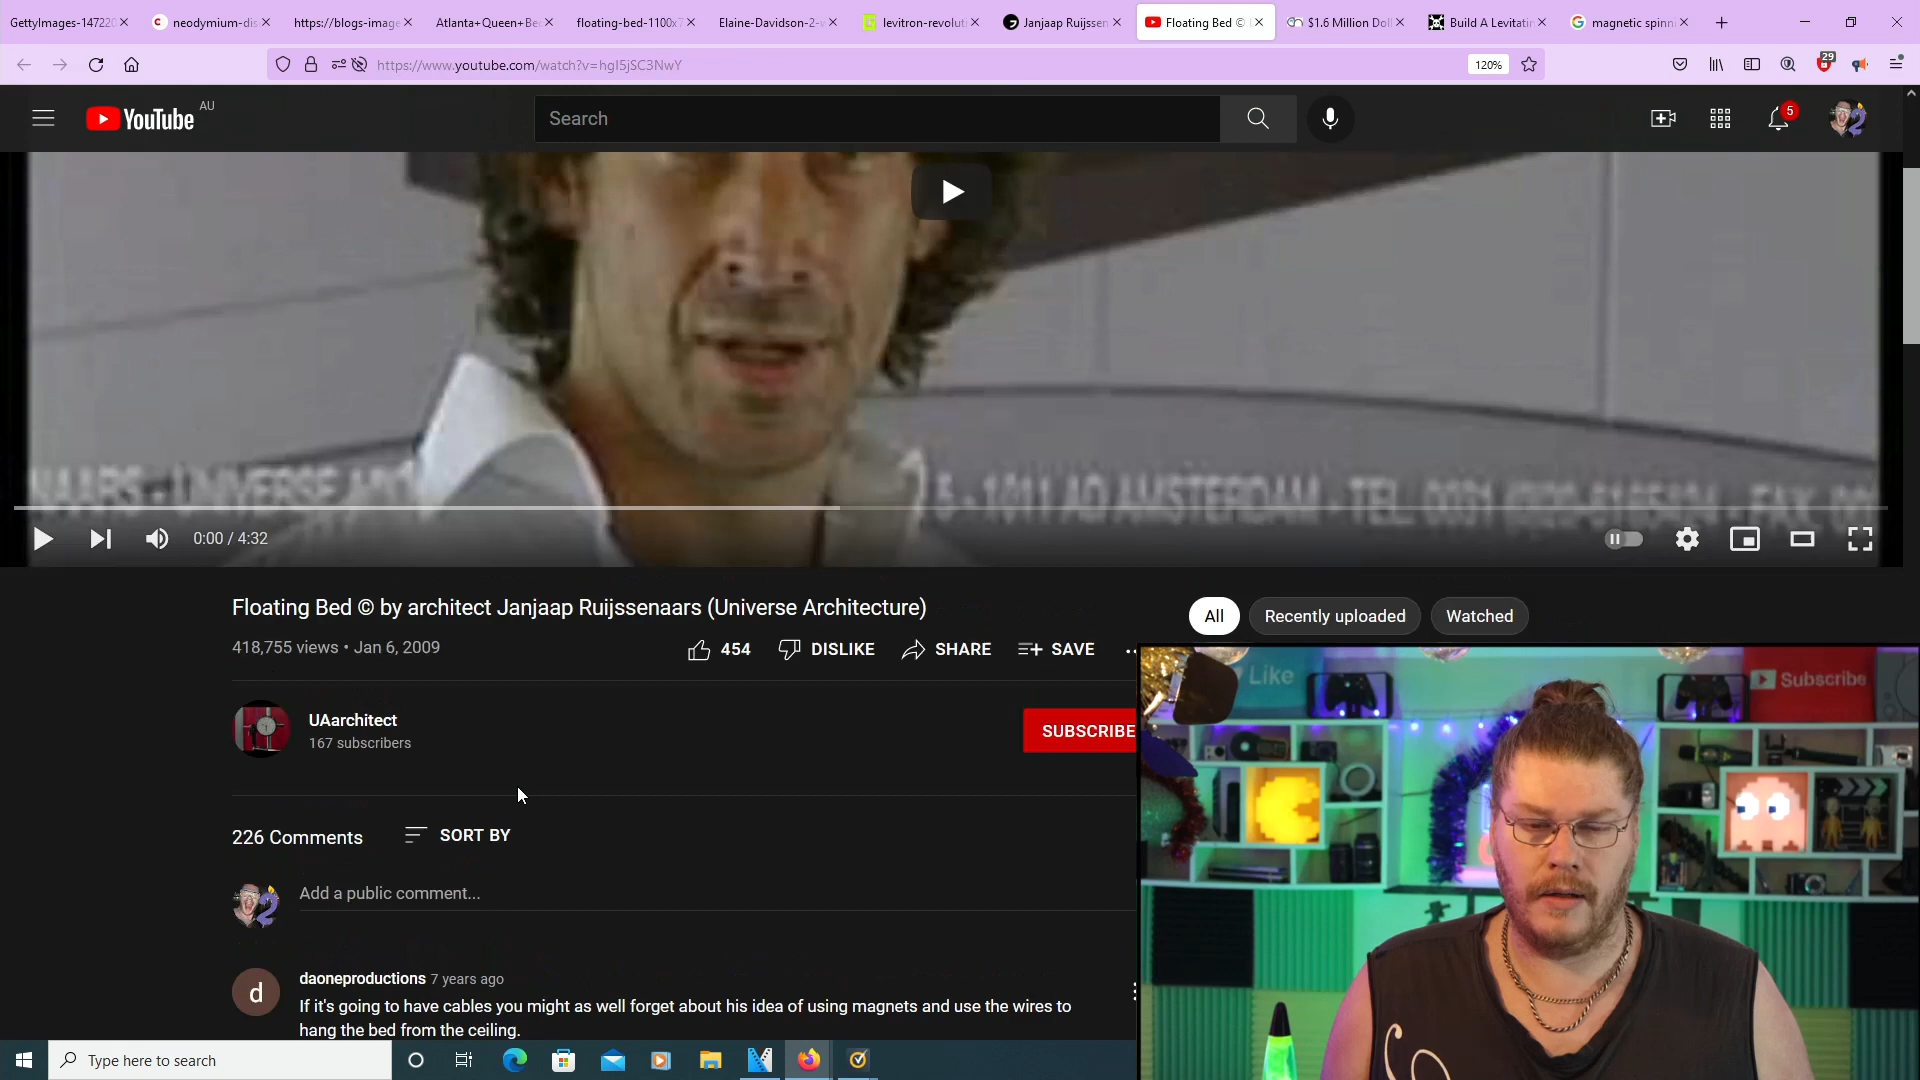 GettyImages-147220
neodymium-dis
https://blogs-image
Atlanta+Queen+Be
floating-bed-1100x7
Elaine-Davidson-2-w
levitron-revoluti
Janjaap Ruijssen
Floating Bed ©
$1.6 Million Doll
Build A Levitatin
magnetic spinn
https://www.youtube.com/watch?v=hgI5jSC3NwY
120%
29
YouTube
AU
Search
5
5 - 1011 AD AMSTERDAM - TEL.
0:00 / 4:32
Floating Bed © by architect Janjaap Ruijssenaars (Universe Architecture)
418,755 views • Jan 6, 2009
454
DISLIKE
SHARE
SAVE
All
Recently uploaded
Watched
UAarchitect
167 subscribers
SUBSCRIBE
Like
Subscribe
226 Comments
SORT BY
Add a public comment...
d
daoneproductions 7 years ago
If it's going to have cables you might as well forget about his idea of using magnets and use the wires to
hang the bed from the ceiling.
Type here to search